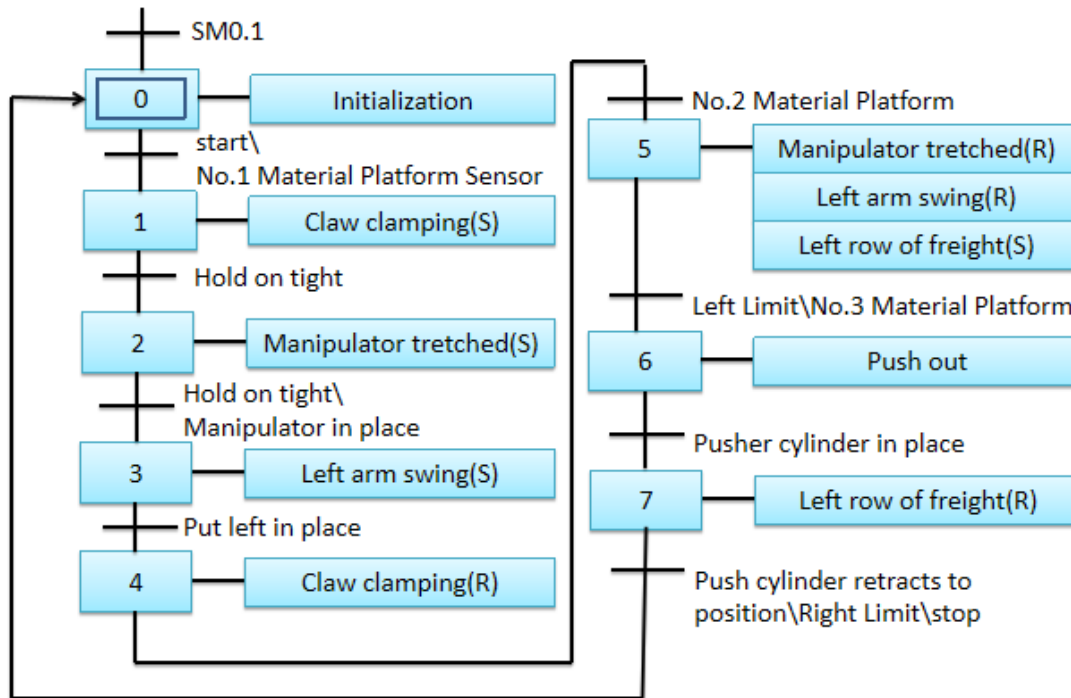 SM0.1
0
Initialization
start\
No.1 Material Platform Sensor
1
Claw clamping(S)
Hold on tight
2
Manipulator tretched(S)
Hold on tight\
Manipulator in place
3
Left arm swing(S)
Put left in place
4
Claw clamping(R)
No.2 Material Platform
5
Manipulator tretched(R)
Left arm swing(R)
Left row of freight(S)
Left Limit\No.3 Material Platform
6
Push out
Pusher cylinder in place
7
Left row of freight(R)
Push cylinder retracts to
position\Right Limit\stop